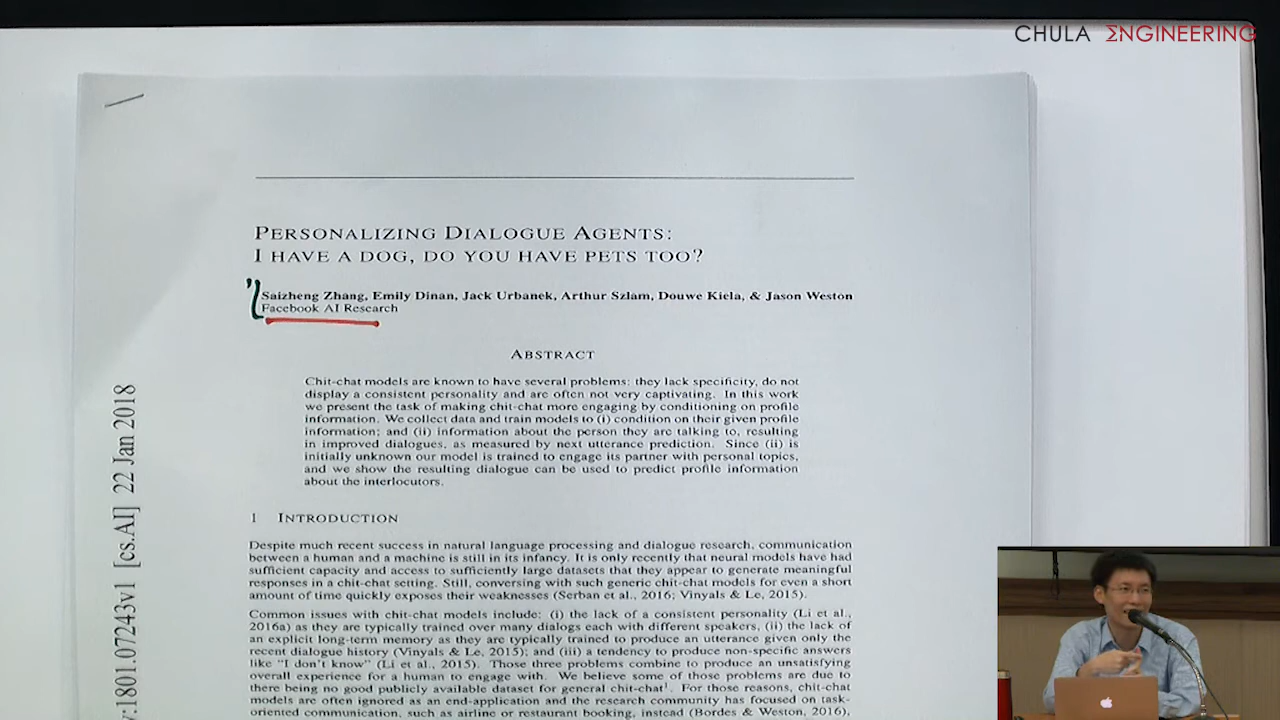 CHULA ΣNGINEERING
PERSONALIZING DIALOGUE AGENTS:
I HAVE A DOG, DO YOU HAVE PETS TOO?
Saizheng Zhang, Emily Dinan, Jack Urbanek, Arthur Szlam, Douwe Kiela, & Jason Weston
Facebook AI Research
ABSTRACT
Chit-chat models are known to have several problems: they lack specificity, do not
display a consistent personality and are often not very captivating. In this work
we present the task of making chit-chat more engaging by conditioning on profile
information. We collect data and train models to (i) condition on their given profile
information; and (ii) information about the person they are talking to, resulting
in improved dialogues, as measured by next utterance prediction. Since (ii) is
initially unknown our model is trained to engage its partner with personal topics,
and we show the resulting dialogue can be used to predict profile information
about the interlocutors.
1 INTRODUCTION
Despite much recent success in natural language processing and dialogue research, communication
between a human and a machine is still in its infancy. It is only recently that neural models have had
sufficient capacity and access to sufficiently large datasets that they appear to generate meaningful
responses in a chit-chat setting. Still, conversing with such generic chit-chat models for even a short
amount of time quickly exposes their weaknesses (Serban et al., 2016; Vinyals & Le, 2015).
Common issues with chit-chat models include: (i) the lack of a consistent personality (Li et al.,
2016a) as they are typically trained over many dialogs each with different speakers, (ii) the lack of
an explicit long-term memory as they are typically trained to produce an utterance given only the
recent dialogue history (Vinyals & Le, 2015); and (iii) a tendency to produce non-specific answers
like "I don't know" (Li et al., 2015). Those three problems combine to produce an unsatisfying
overall experience for a human to engage with. We believe some of those problems are due to
there being no good publicly available dataset for general chit-chat¹. For those reasons, chit-chat
models are often ignored as an end-application and the research community has focused on task-
oriented communication, such as airline or restaurant booking, instead (Bordes & Weston, 2016),
v:1801.07243v1 [cs.AI] 22 Jan 2018